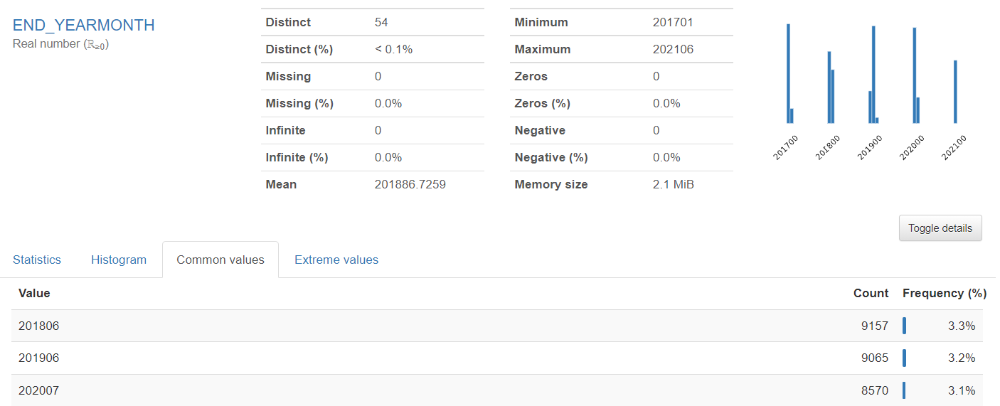 END_YEARMONTH
Real number (ℝ≥0)
Distinct 54
Distinct (%) < 0.1%
Missing 0
Missing (%) 0.0%
Infinite 0
Infinite (%) 0.0%
Mean 201886.7259
Minimum 201701
Maximum 202106
Zeros 0
Zeros (%) 0.0%
Negative 0
Negative (%) 0.0%
Memory size 2.1 MiB
201700 201800 201900 202000 202100
Toggle details
Statistics Histogram Common values Extreme values
Value Count Frequency (%)
201806 9157 3.3%
201906 9065 3.2%
202007 8570 3.1%